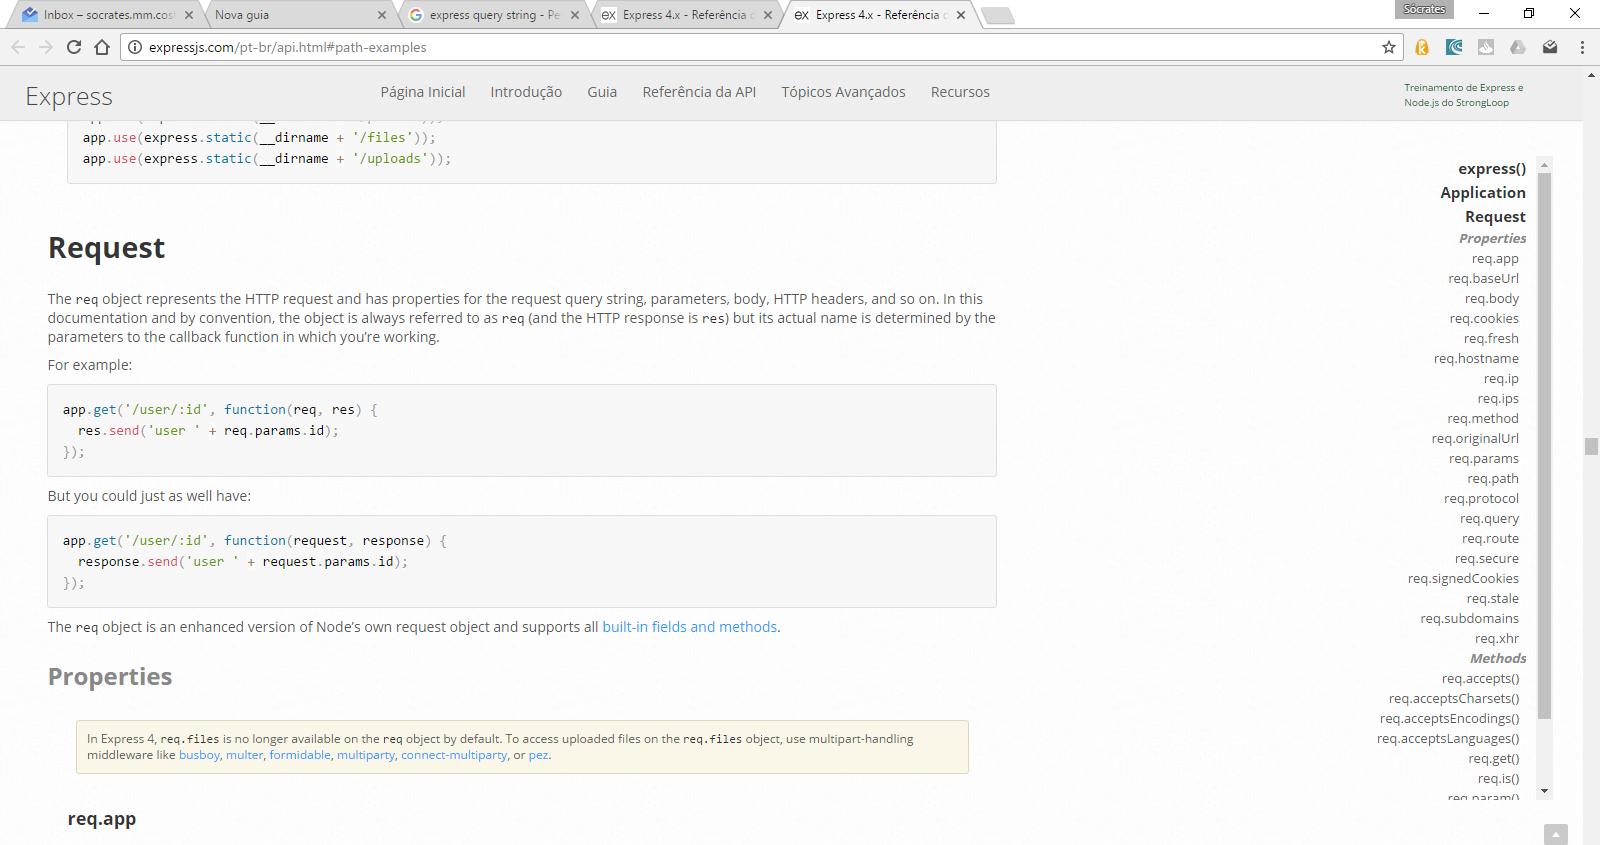 Inbox – socrates.mm.cos
Nova guia
express query string - Pe
Express 4.x - Referência
Express 4.x - Referência
Sócrates
expressjs.com/pt-br/api.html#path-examples
Express
Página Inicial
Introdução
Guia
Referência da API
Tópicos Avançados
Recursos
Treinamento de Express e
Node.js do StrongLoop
app.use(express.static(__dirname + '/files'));
app.use(express.static(__dirname + '/uploads'));
Request
The req object represents the HTTP request and has properties for the request query string, parameters, body, HTTP headers, and so on. In this
documentation and by convention, the object is always referred to as req (and the HTTP response is res) but its actual name is determined by the
parameters to the callback function in which you’re working.
For example:
app.get('/user/:id', function(req, res) {
  res.send('user ' + req.params.id);
});
But you could just as well have:
app.get('/user/:id', function(request, response) {
  response.send('user ' + request.params.id);
});
The req object is an enhanced version of Node’s own request object and supports all built-in fields and methods.
Properties
In Express 4, req.files is no longer available on the req object by default. To access uploaded files on the req.files object, use multipart-handling
middleware like busboy, multer, formidable, multiparty, connect-multiparty, or pez.
req.app
express()
Application
Request
Properties
req.app
req.baseUrl
req.body
req.cookies
req.fresh
req.hostname
req.ip
req.ips
req.method
req.originalUrl
req.params
req.path
req.protocol
req.query
req.route
req.secure
req.signedCookies
req.stale
req.subdomains
req.xhr
Methods
req.accepts()
req.acceptsCharsets()
req.acceptsEncodings()
req.acceptsLanguages()
req.get()
req.is()
req.param()